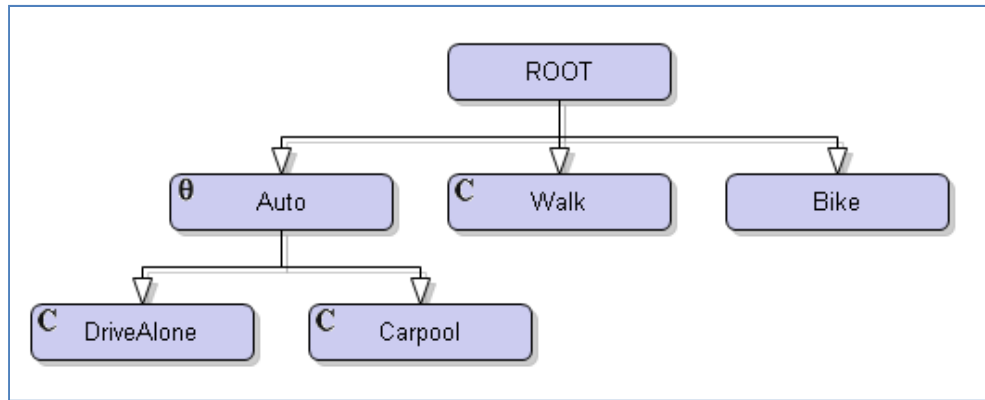 ROOT
θ Auto
C Walk
Bike
C DriveAlone
C Carpool